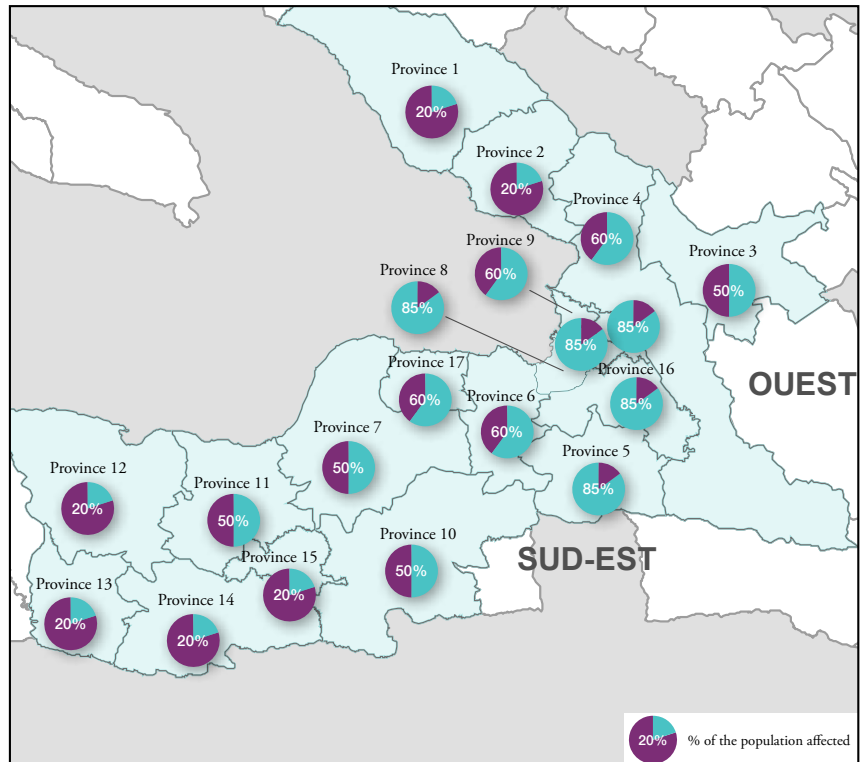 Province 1
20%
Province 2
20%
Province 4
60%
Province 9
60%
Province 3
50%
Province 8
85%
85%
85%
OUEST
Province 17
60%
Province 16
85%
Province 6
60%
Province 7
50%
Province 5
85%
Province 12
20%
Province 11
50%
Province 10
50%
SUD-EST
Province 15
20%
Province 13
20%
Province 14
20%
20% % of the population affected